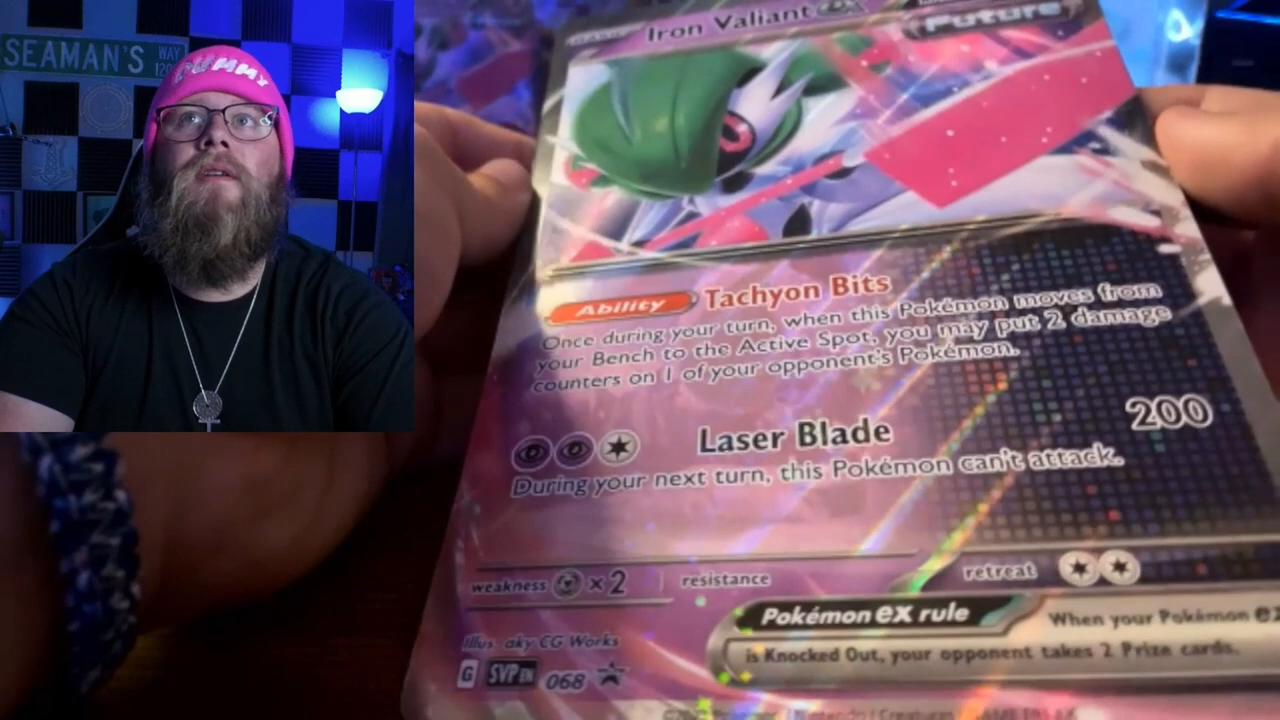 SEAMAN'S WAY
DUMMY
Iron Valiant ex
Future
Ability Tachyon Bits
Once during your turn, when this Pokémon moves from
your Bench to the Active Spot, you may put 2 damage
counters on 1 of your opponent's Pokémon.
Laser Blade 200
During your next turn, this Pokémon can't attack.
weakness ×2 resistance retreat
Pokémon ex rule When your Pokémon ex
is Knocked Out, your opponent takes 2 Prize cards.
Illus. aky CG Works
G SVP EN 068